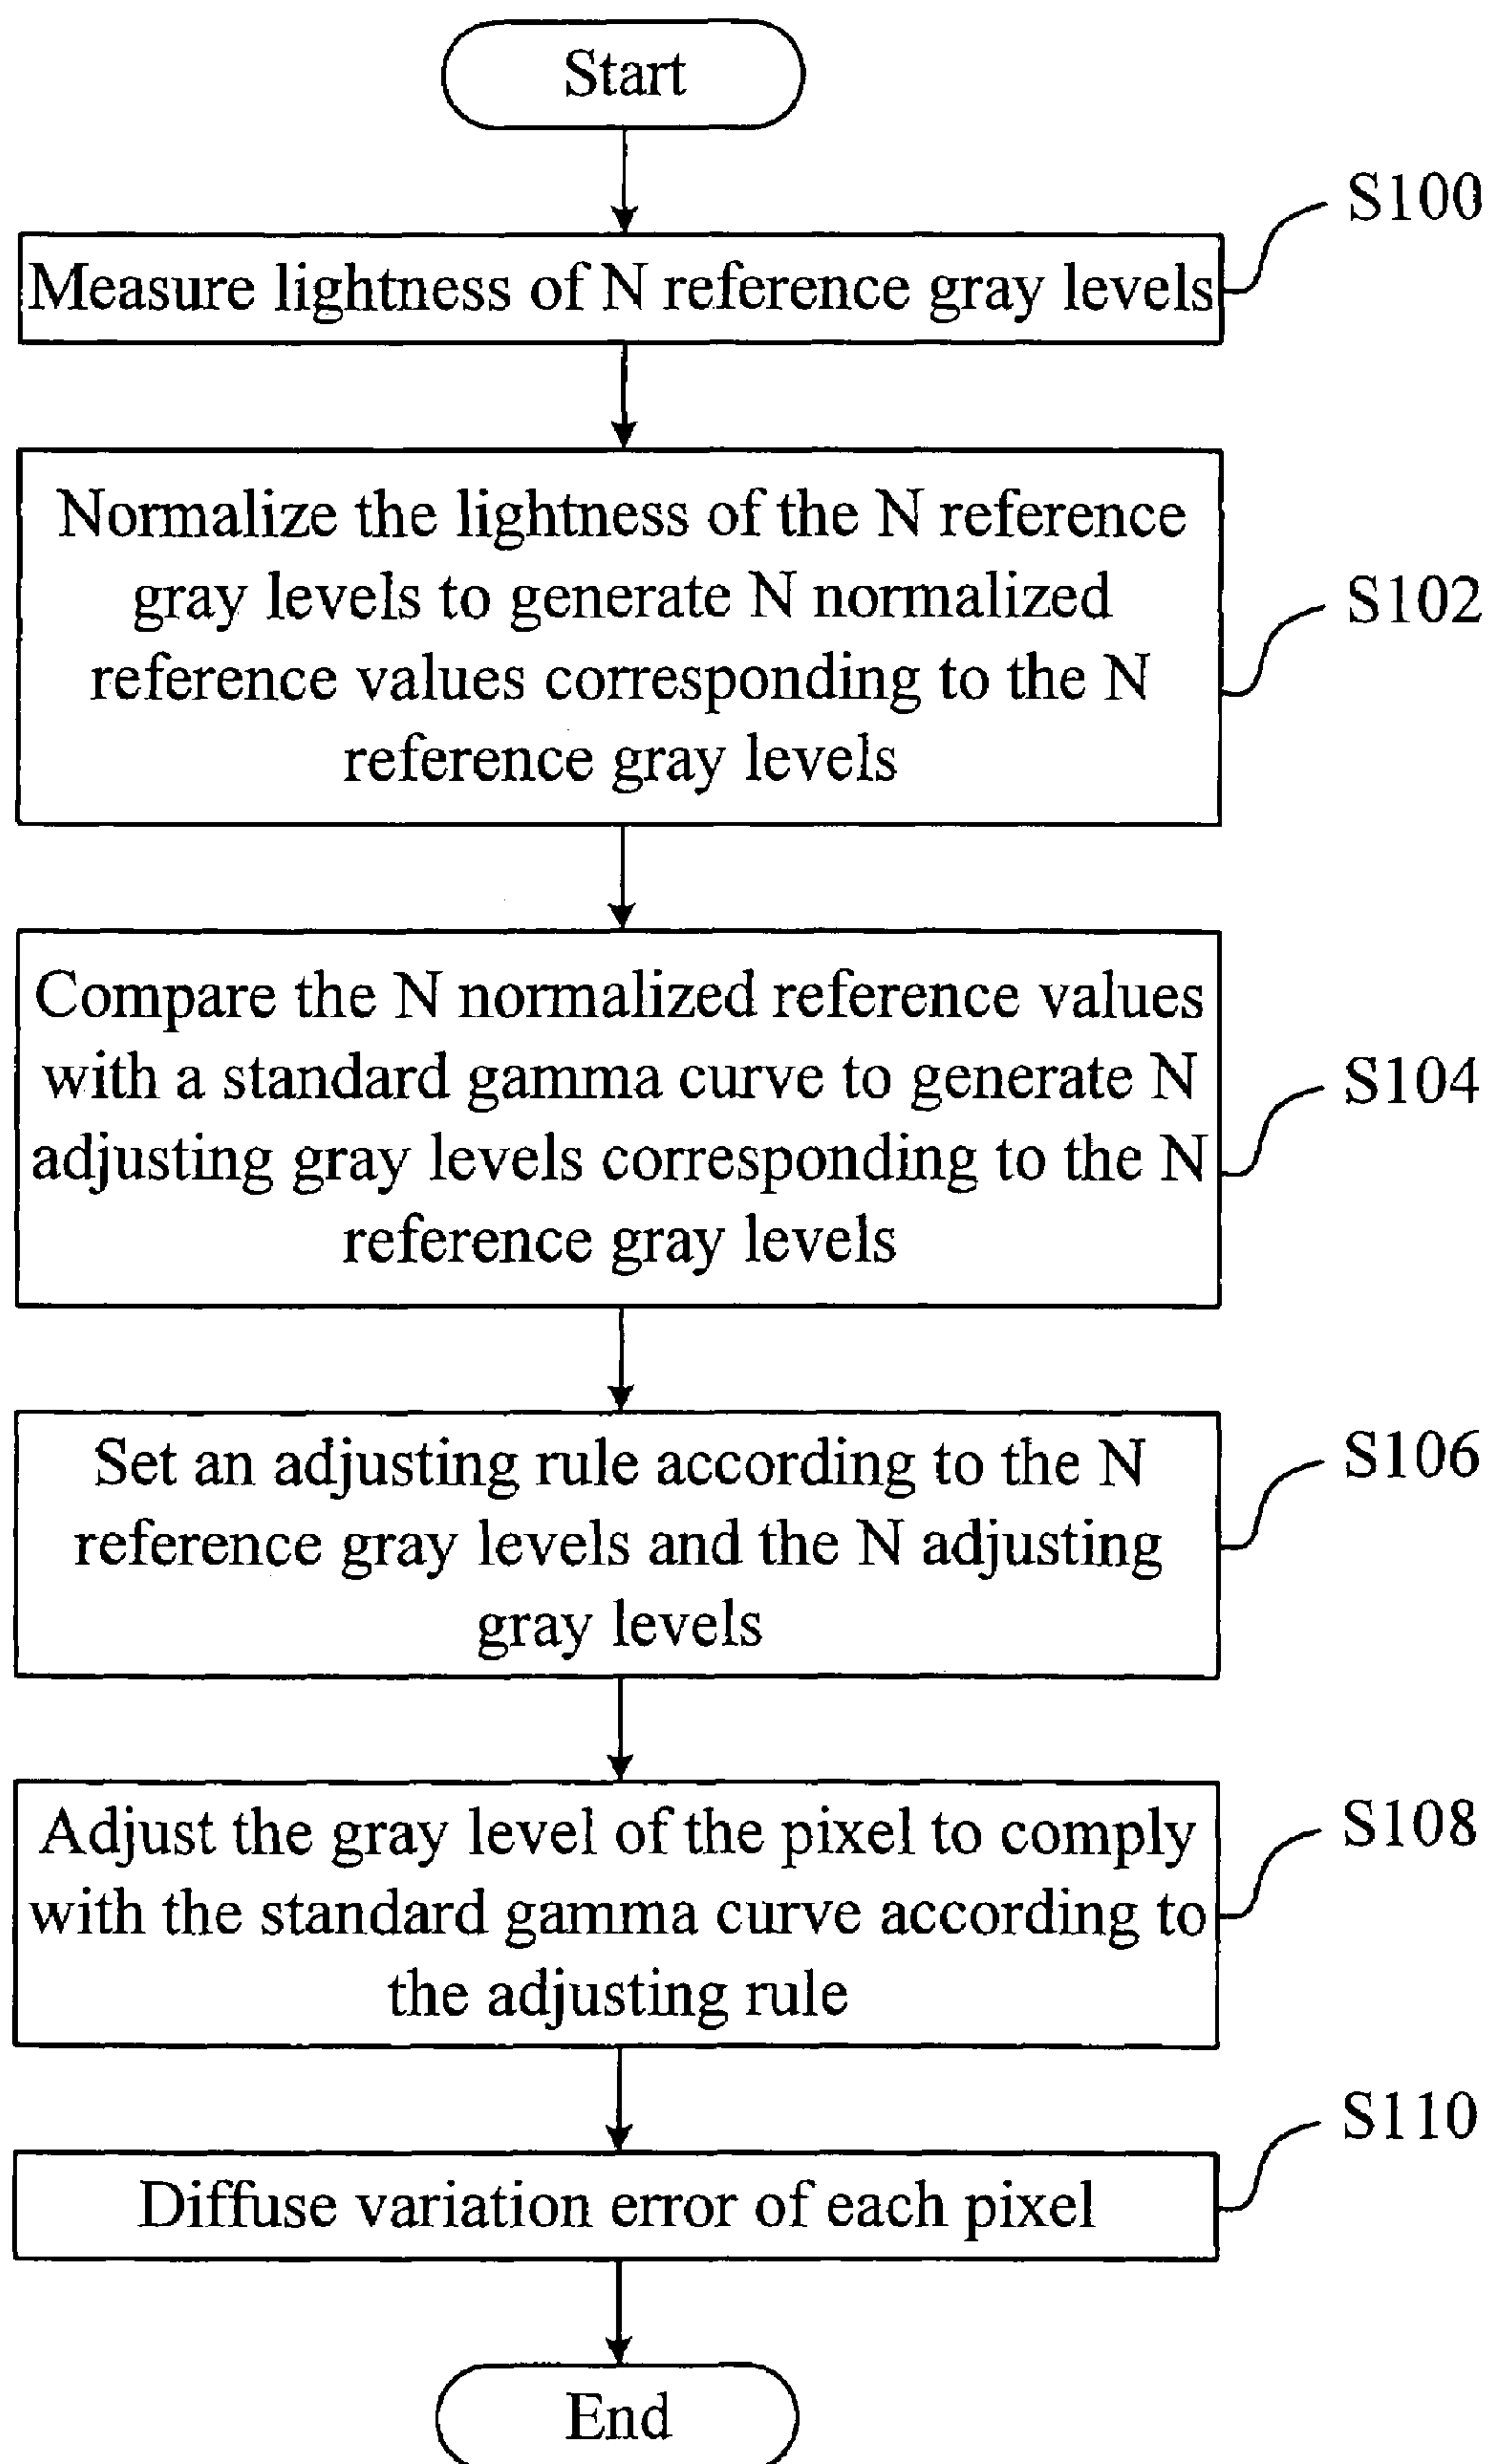 Start
S100
Measure lightness of N reference gray levels
Normalize the lightness of the N reference
gray levels to generate N normalized
S102
reference values corresponding to the N
reference gray levels
Compare the N normalized reference values
with a standard gamma curve to generate N
S104
adjusting gray levels corresponding to the N
reference gray levels
Set an adjusting rule according to the N
S106
reference gray levels and the N adjusting
gray levels
Adjust the gray level of the pixel to comply
S108
with the standard gamma curve according to
the adjusting rule
S110
Diffuse variation error of each pixel
End